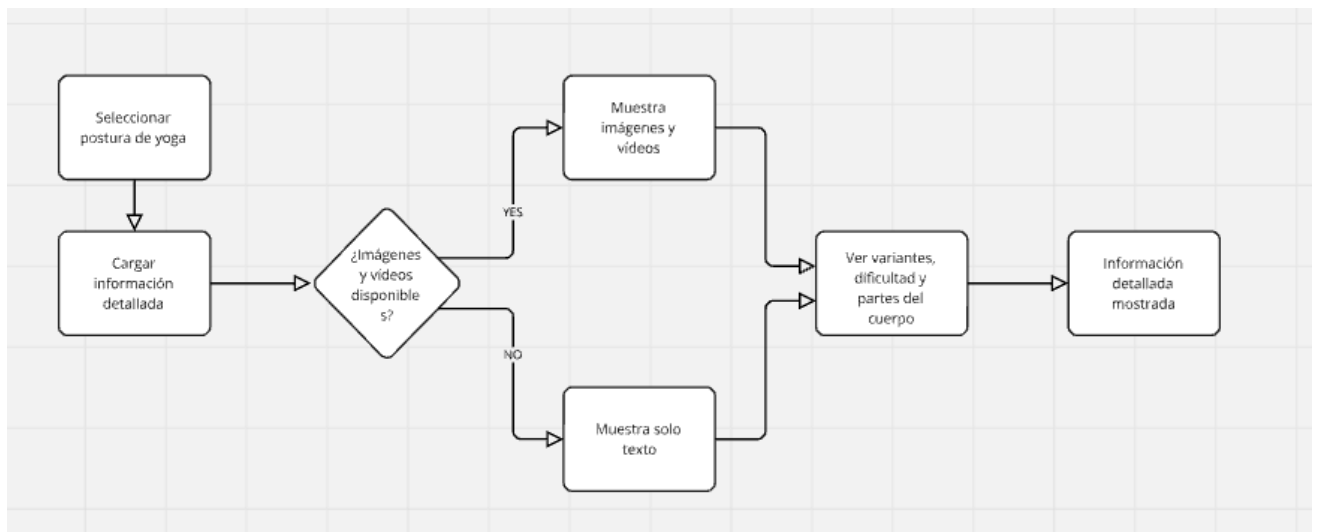 Seleccionar
postura de yoga
Cargar
información
detallada
¿Imágenes
y vídeos
disponible
s?
YES
Muestra
imágenes y
vídeos
NO
Muestra solo
texto
Ver variantes,
dificultad y
partes del
cuerpo
Información
detallada
mostrada